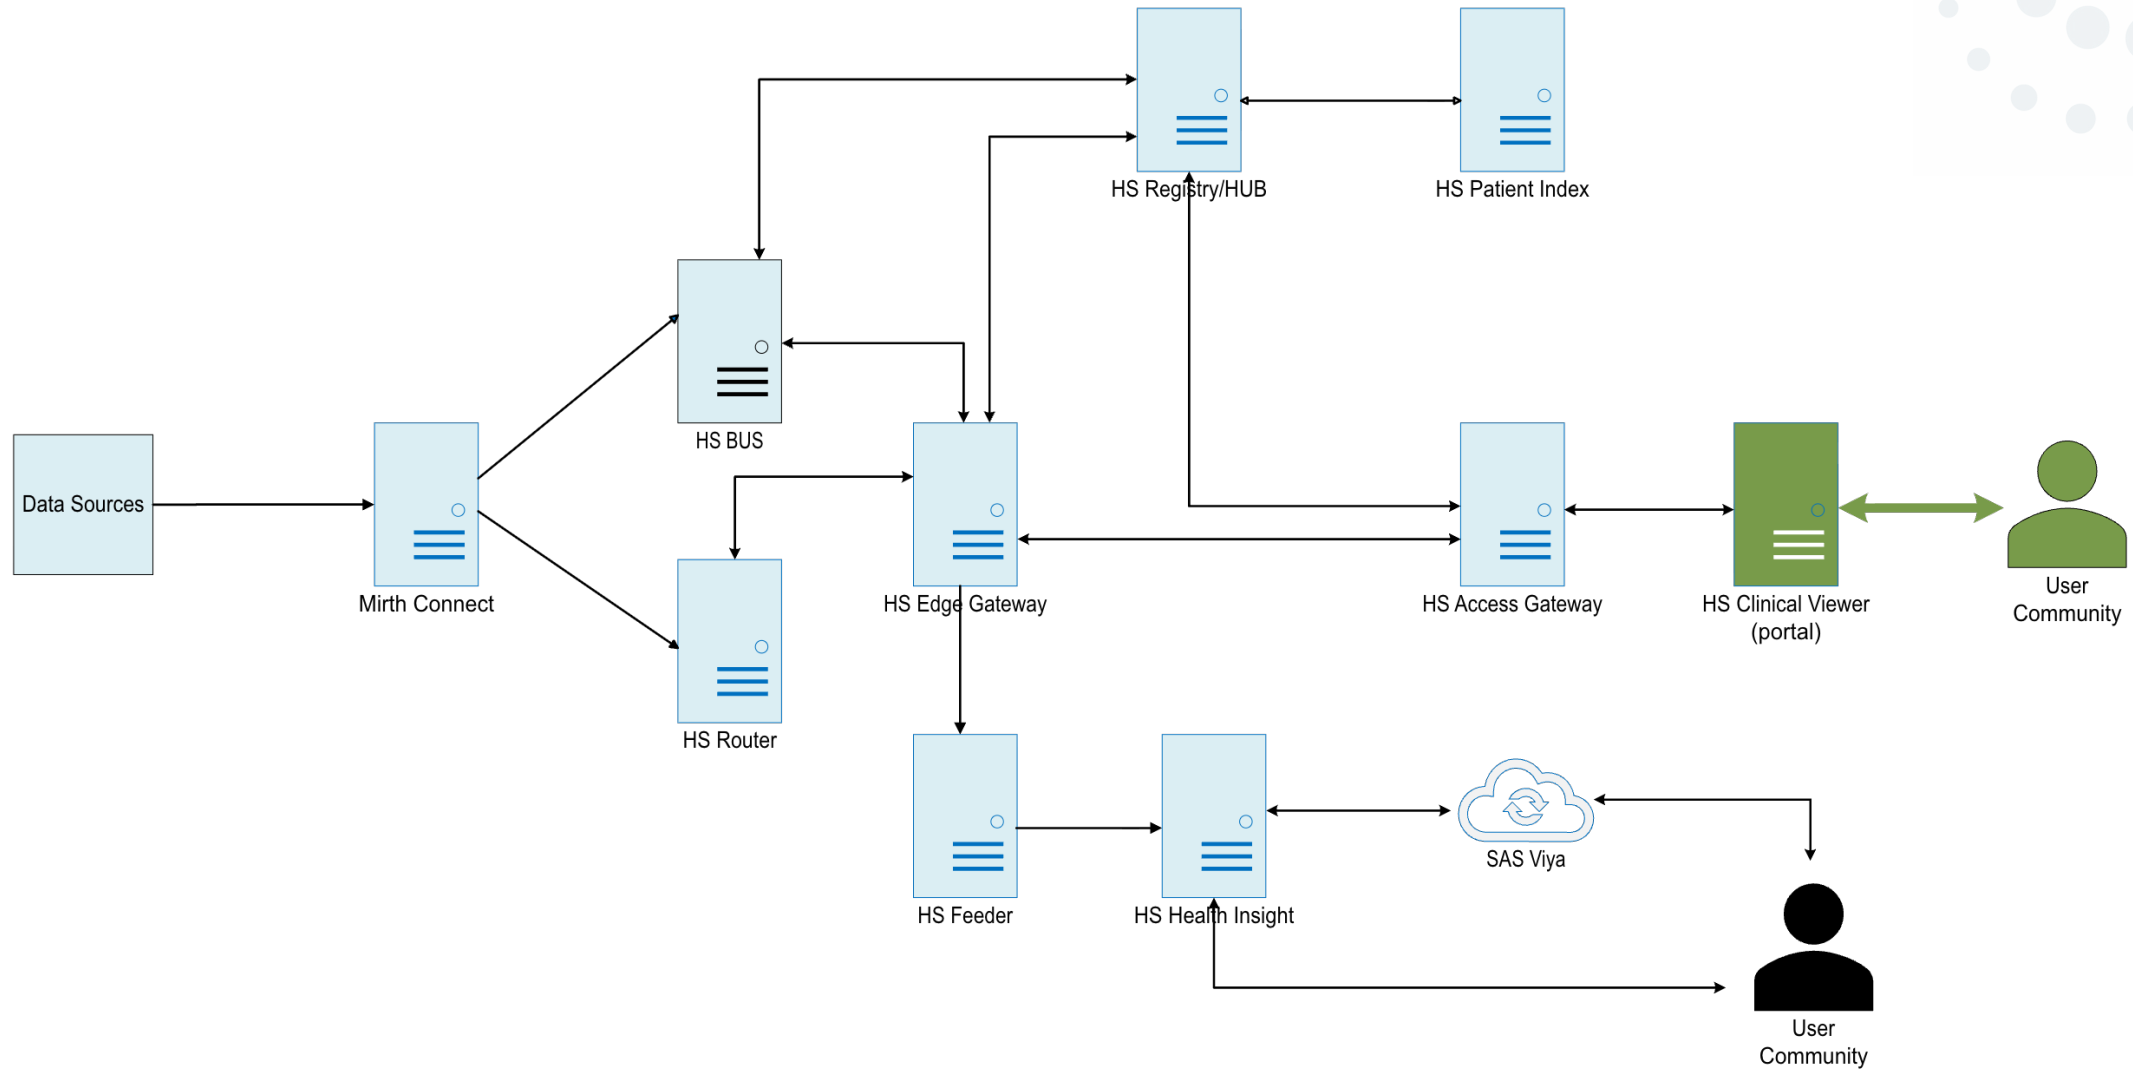 HS Registry/HUB
HS Patient Index
HS BUS
Data Sources
Mirth Connect
HS Edge Gateway
HS Access Gateway
HS Clinical Viewer
(portal)
User
Community
HS Router
HS Feeder
HS Health Insight
SAS Viya
User
Community